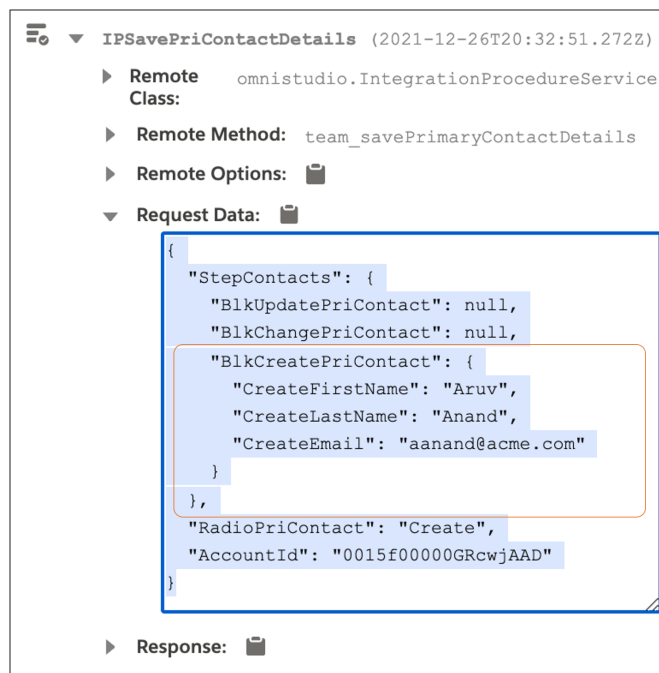 IPSavePriContactDetails (2021-12-26T20:32:51.272Z)
Remote Class: omnistudio.IntegrationProcedureService
Remote Method: team_savePrimaryContactDetails
Remote Options:
Request Data:
{
"StepContacts": {
"BlkUpdatePriContact": null,
"BlkChangePriContact": null,
"BlkCreatePriContact": {
"CreateFirstName": "Aruv",
"CreateLastName": "Anand",
"CreateEmail": "aanand@acme.com"
}
},
"RadioPriContact": "Create",
"AccountId": "0015f00000GRcwjAAD"
}
Response: